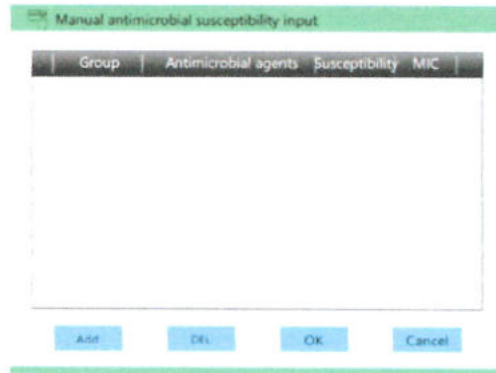 Manual antimicrobial susceptibility input
Group Antimicrobial agents Susceptibility MIC
Add DEL OK Cancel